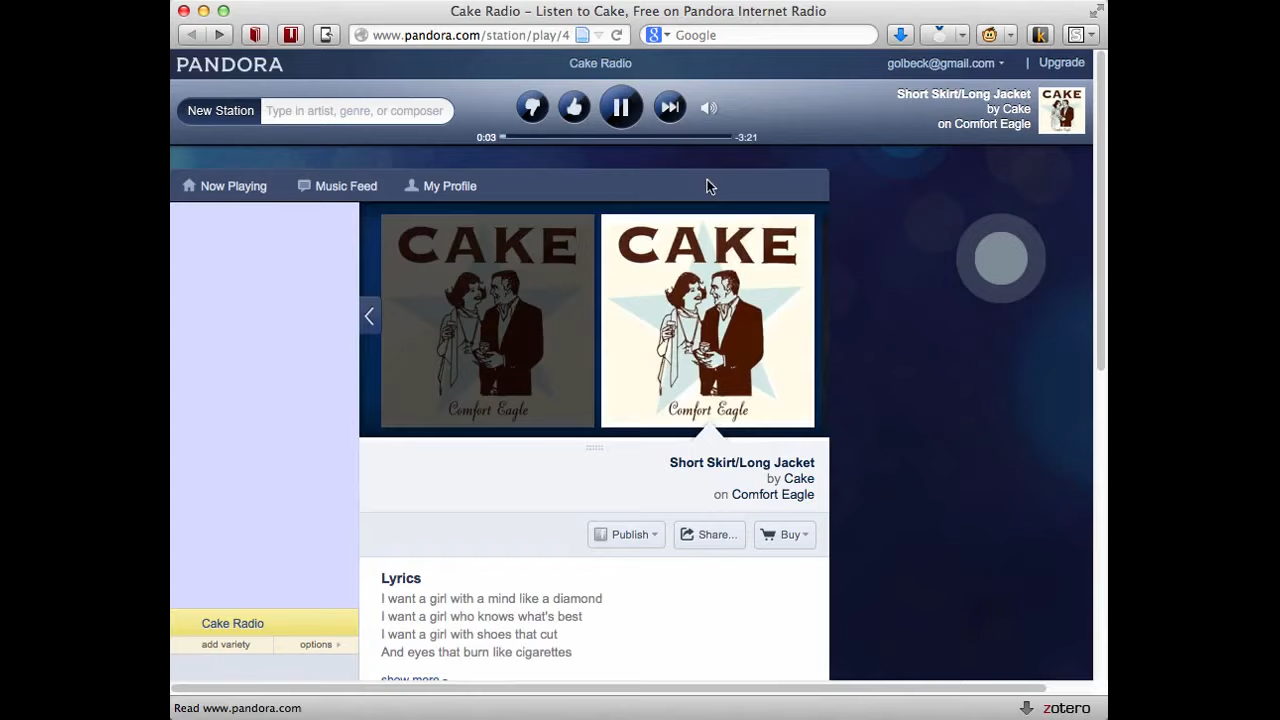 Cake Radio – Listen to Cake, Free on Pandora Internet Radio
www.pandora.com/station/play/4
Google
PANDORA
Cake Radio
golbeck@gmail.com
Upgrade
New Station
Type in artist, genre, or composer
0:03
-3:21
Short Skirt/Long Jacket
by Cake
on Comfort Eagle
CAKE
Now Playing
Music Feed
My Profile
CAKE
Comfort Eagle
CAKE
Comfort Eagle
Short Skirt/Long Jacket
by Cake
on Comfort Eagle
Publish
Share...
Buy
Lyrics
I want a girl with a mind like a diamond
I want a girl who knows what's best
I want a girl with shoes that cut
And eyes that burn like cigarettes
show more
Cake Radio
add variety
options
Read www.pandora.com
zotero